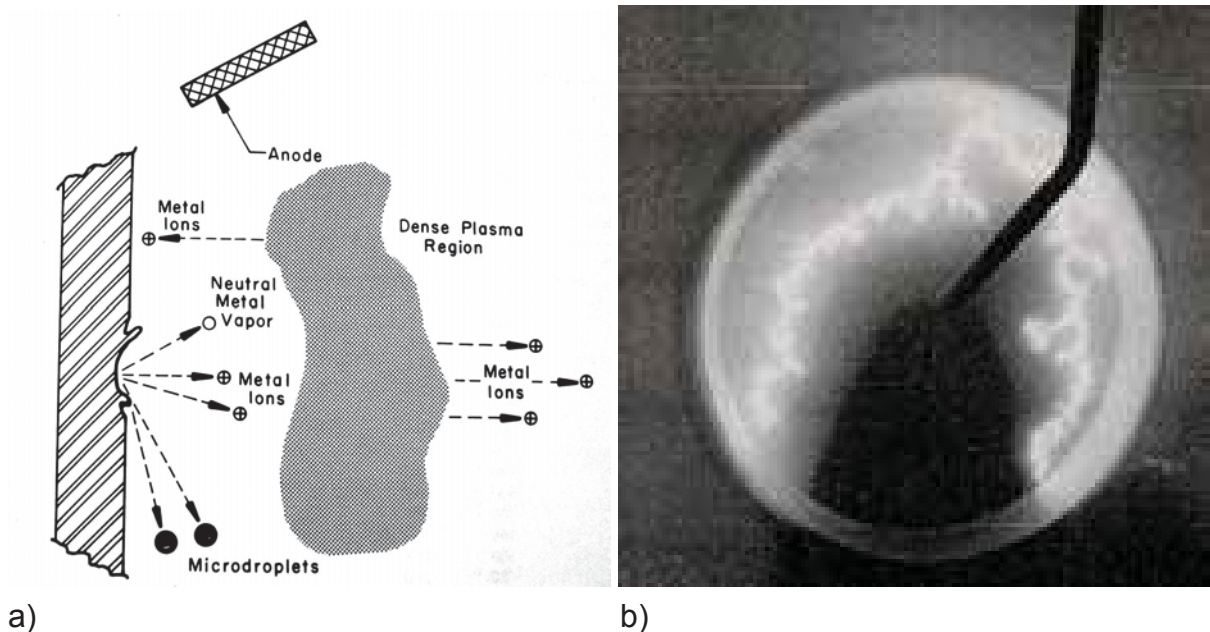 Anode
Metal
Ions
Dense Plasma
Region
Neutral
Metal
Vapor
Metal
Ions
Metal
Ions
Microdroplets
a)
b)